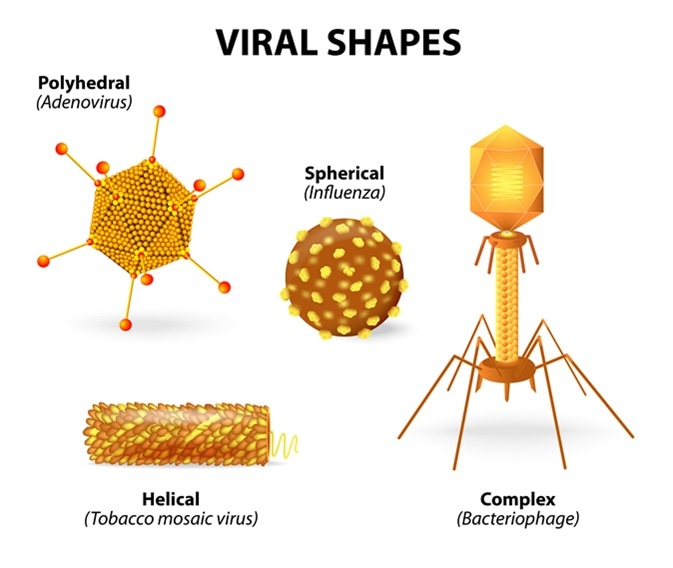 VIRAL SHAPES
Polyhedral
(Adenovirus)
Spherical
(Influenza)
Helical
(Tobacco mosaic virus)
Complex
(Bacteriophage)